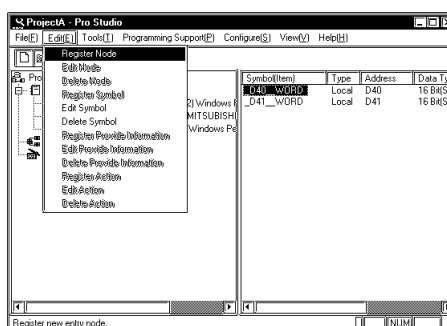 ProjectA - Pro Studio
File(F) Edit(E) Tools(T) Programming Support(P) Configure(S) View(V) Help(H)
Register Node
Edit Node
Delete Node
Register Symbol
Edit Symbol
Delete Symbol
Register Provide Information
Edit Provide Information
Delete Provide Information
Register Action
Edit Action
Delete Action
Pro
2) Windows
MITSUBISHI
Windows Pe
Symbol(Item) Type Address Data Ty
_D40__WORD Local D40 16 Bit(S
_D41__WORD Local D41 16 Bit(S
Register new entry node. NUM